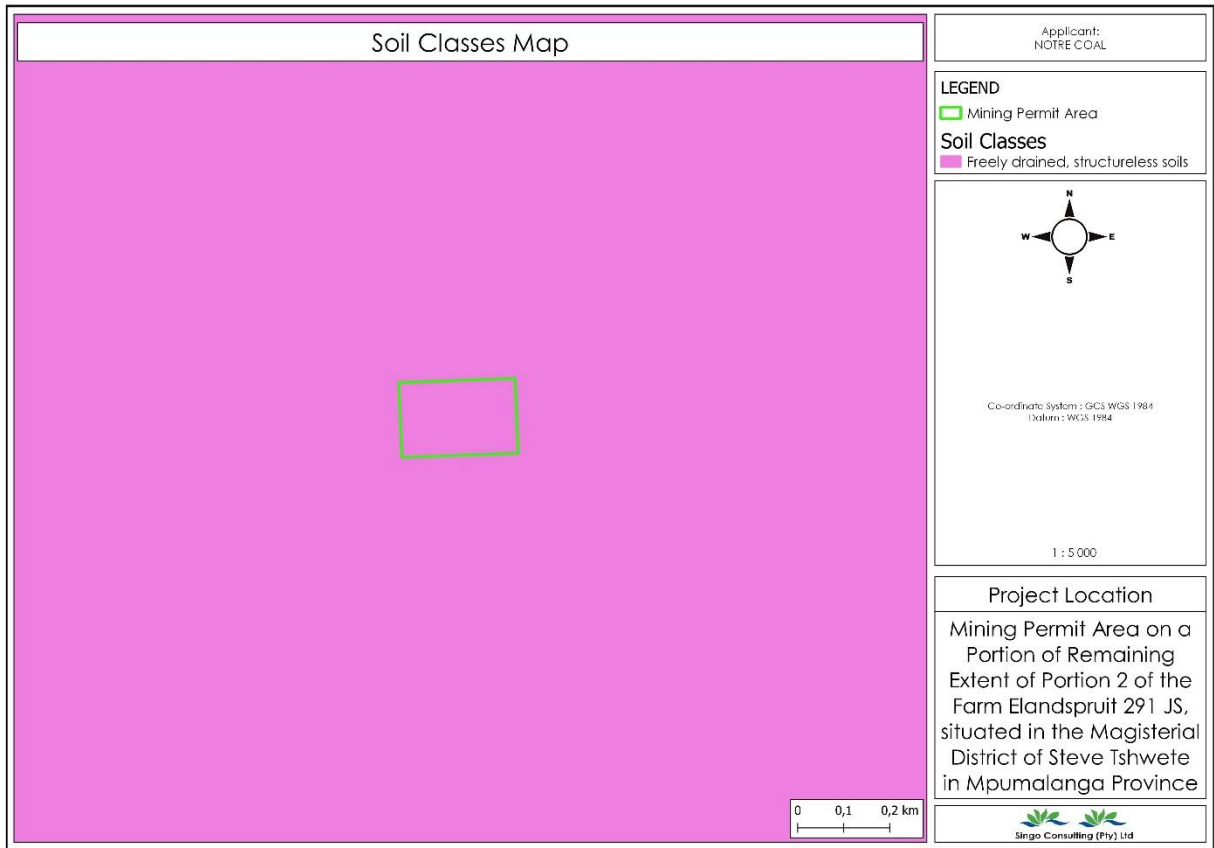 Soil Classes Map
Applicant:
NOTRE COAL
LEGEND
Mining Permit Area
Soil Classes
Freely drained, structureless soils
N
W
E
S
Co-ordinate System : GCS WGS 1984
Datum : WGS 1984
1 : 5 000
Project Location
Mining Permit Area on a
Portion of Remaining
Extent of Portion 2 of the
Farm Elandspruit 291 JS,
situated in the Magisterial
District of Steve Tshwete
in Mpumalanga Province
0 0,1 0,2 km
Singo Consulting (Pty) Ltd